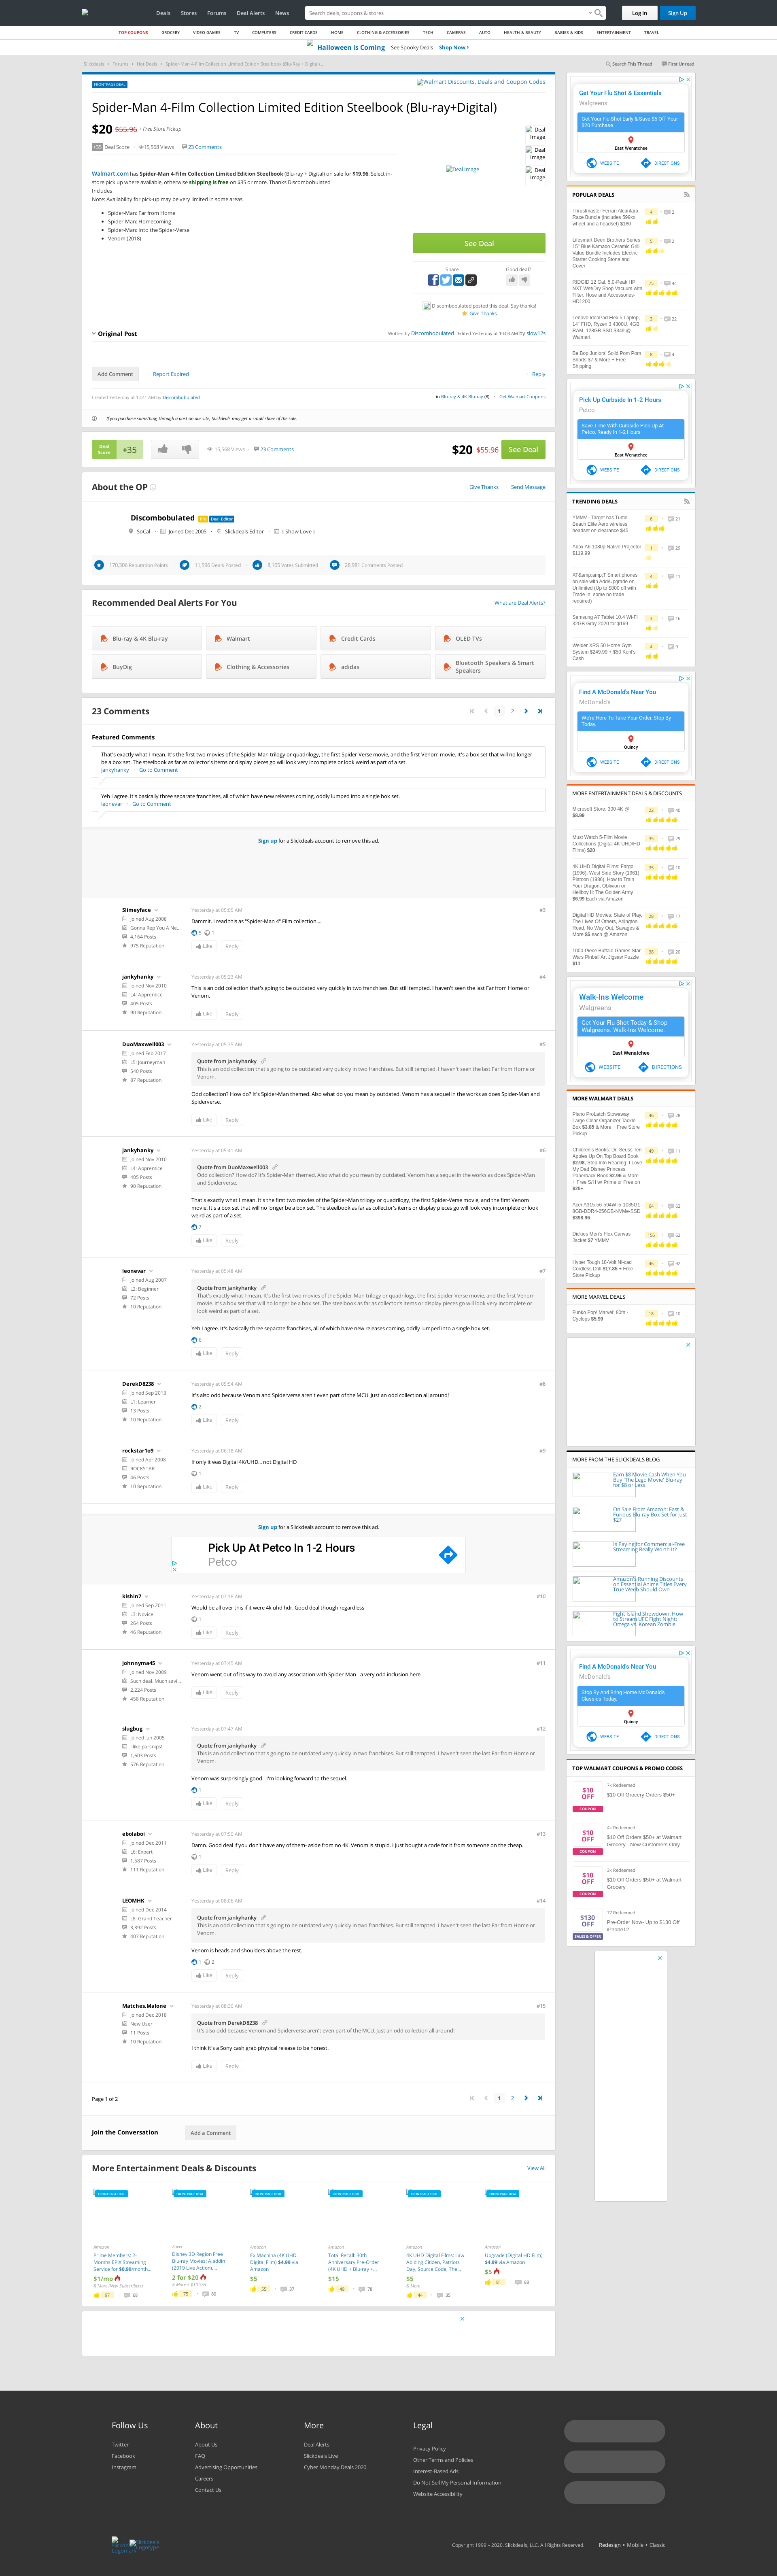 Deals Stores Forums Deal Alerts News
Search deals, coupons & stores
Log In Sign Up
TOP COUPONS GROCERY VIDEO GAMES TV COMPUTERS CREDIT CARDS HOME CLOTHING & ACCESSORIES TECH CAMERAS AUTO HEALTH & BEAUTY BABIES & KIDS ENTERTAINMENT TRAVEL
Halloween is Coming See Spooky Deals Shop Now ›
Slickdeals › Forums › Hot Deals › Spider-Man 4-Film Collection Limited Edition Steelbook (Blu-Ray + Digital) ...
Search This Thread First Unread
FRONTPAGE DEAL
Walmart Discounts, Deals and Coupon Codes
Spider-Man 4-Film Collection Limited Edition Steelbook (Blu-ray+Digital)
$20 $55.96 + Free Store Pickup
+35 Deal Score 15,568 Views 23 Comments
Walmart.com has Spider-Man 4-Film Collection Limited Edition Steelbook (Blu-ray + Digital) on sale for $19.96. Select in-
store pick up where available, otherwise shipping is free on $35 or more. Thanks Discombobulated
Includes
Note: Availability for pick-up may be very limited in some areas.
Spider-Man: Far from Home
Spider-Man: Homecoming
Spider-Man: Into the Spider-Verse
Venom (2018)
Deal Image
Deal Image
Deal Image
Deal Image
See Deal
Share Good deal?
Discombobulated posted this deal. Say thanks!
Give Thanks
Original Post
Written by Discombobulated Edited Yesterday at 10:03 AM by slow12s
Add Comment Report Expired Reply
Created Yesterday at 12:41 AM by Discombobulated
in Blu-ray & 4K Blu-ray (8) Get Walmart Coupons
If you purchase something through a post on our site, Slickdeals may get a small share of the sale.
Deal Score +35 15,568 Views 23 Comments $20 $55.96 See Deal
About the OP Give Thanks Send Message
Discombobulated Pro Deal Editor
SoCal Joined Dec 2005 Slickdeals Editor [ Show Love ]
170,306 Reputation Points 11,590 Deals Posted 8,105 Votes Submitted 28,981 Comments Posted
Recommended Deal Alerts For You What are Deal Alerts?
Blu-ray & 4K Blu-ray Walmart Credit Cards OLED TVs
BuyDig Clothing & Accessories adidas Bluetooth Speakers & Smart Speakers
23 Comments 1 2
Featured Comments
That's exactly what I mean. It's the first two movies of the Spider-Man trilogy or quadrilogy; the first Spider-Verse movie, and the first Venom movie. It's a box set that will no longer
be a box set. The steelbook as far as collector's items or display pieces go will look very incomplete or look weird as part of a set.
jankyhanky Go to Comment
Yeh I agree. It's basically three separate franchises, all of which have new releases coming, oddly lumped into a single box set.
leonevar Go to Comment
Sign up for a Slickdeals account to remove this ad.
Slimeyface Yesterday at 05:05 AM #3
Joined Aug 2008
Gonna Rep You A Ne...
4,164 Posts
975 Reputation
Dammit. I read this as "Spider-Man 4" Film collection....
5 1
Like Reply
jankyhanky Yesterday at 05:23 AM #4
Joined Nov 2010
L4: Apprentice
405 Posts
90 Reputation
This is an odd collection that's going to be outdated very quickly in two franchises. But still tempted. I haven't seen the last Far from Home or
Venom.
Like Reply
DuoMaxwell003 Yesterday at 05:35 AM #5
Joined Feb 2017
L5: Journeyman
540 Posts
87 Reputation
Quote from jankyhanky
This is an odd collection that's going to be outdated very quickly in two franchises. But still tempted. I haven't seen the last Far from Home or
Venom.
Odd collection? How do? It's Spider-Man themed. Also what do you mean by outdated. Venom has a sequel in the works as does Spider-Man and
Spiderverse.
Like Reply
jankyhanky Yesterday at 05:41 AM #6
Joined Nov 2010
L4: Apprentice
405 Posts
90 Reputation
Quote from DuoMaxwell003
Odd collection? How do? It's Spider-Man themed. Also what do you mean by outdated. Venom has a sequel in the works as does Spider-Man
and Spiderverse.
That's exactly what I mean. It's the first two movies of the Spider-Man trilogy or quadrilogy, the first Spider-Verse movie, and the first Venom
movie. It's a box set that will no longer be a box set. The steelbook as far as collector's items or display pieces go will look very incomplete or look
weird as part of a set.
7
Like Reply
leonevar Yesterday at 05:48 AM #7
Joined Aug 2007
L2: Beginner
72 Posts
10 Reputation
Quote from jankyhanky
That's exactly what I mean. It's the first two movies of the Spider-Man trilogy or quadrilogy, the first Spider-Verse movie, and the first Venom
movie. It's a box set that will no longer be a box set. The steelbook as far as collector's items or display pieces go will look very incomplete or
look weird as part of a set.
Yeh I agree. It's basically three separate franchises, all of which have new releases coming, oddly lumped into a single box set.
6
Like Reply
DerekD8238 Yesterday at 05:54 AM #8
Joined Sep 2013
L1: Learner
13 Posts
10 Reputation
It's also odd because Venom and Spiderverse aren't even part of the MCU. Just an odd collection all around!
2
Like Reply
rockstar1o9 Yesterday at 06:18 AM #9
Joined Apr 2008
ROCKSTAR
46 Posts
10 Reputation
If only it was Digital 4K/UHD... not Digital HD
1
Like Reply
Sign up for a Slickdeals account to remove this ad.
Pick Up At Petco In 1-2 Hours
Petco
kishin7 Yesterday at 07:18 AM #10
Joined Sep 2011
L3: Novice
264 Posts
46 Reputation
Would be all over this if it were 4k uhd hdr. Good deal though regardless
1
Like Reply
johnnyma45 Yesterday at 07:45 AM #11
Joined Nov 2009
Such deal. Much savi...
2,224 Posts
458 Reputation
Venom went out of its way to avoid any association with Spider-Man - a very odd inclusion here.
Like Reply
slugbug Yesterday at 07:47 AM #12
Joined Jun 2005
I like parsnips!
1,603 Posts
576 Reputation
Quote from jankyhanky
This is an odd collection that's going to be outdated very quickly in two franchises. But still tempted. I haven't seen the last Far from Home or
Venom.
Venom was surprisingly good - I'm looking forward to the sequel.
1
Like Reply
ebolaboi Yesterday at 07:50 AM #13
Joined Dec 2011
L6: Expert
1,587 Posts
111 Reputation
Damn. Good deal if you don't have any of them- aside from no 4K. Venom is stupid. I just bought a code for it from someone on the cheap.
1
Like Reply
LEOMHK Yesterday at 08:06 AM #14
Joined Dec 2014
L8: Grand Teacher
3,392 Posts
407 Reputation
Quote from jankyhanky
This is an odd collection that's going to be outdated very quickly in two franchises. But still tempted. I haven't seen the last Far from Home or
Venom.
Venom is heads and shoulders above the rest.
3 2
Like Reply
Matches.Malone Yesterday at 08:30 AM #15
Joined Dec 2018
New User
11 Posts
10 Reputation
Quote from DerekD8238
It's also odd because Venom and Spiderverse aren't even part of the MCU. Just an odd collection all around!
I think it's a Sony cash grab physical release to be honest.
Like Reply
Page 1 of 2 1 2
Join the Conversation Add a Comment
More Entertainment Deals & Discounts View All
FRONTPAGE DEAL FRONTPAGE DEAL FRONTPAGE DEAL FRONTPAGE DEAL FRONTPAGE DEAL FRONTPAGE DEAL
Amazon
Prime Members: 2-
Months EPIX Streaming
Service for $0.99/month...
$1/mo
& More (Note Subscribers)
97 68
Zavvi
Disney 3D Region Free
Blu ray Movies: Aladdin
(2019 Live Action),...
2 for $20
75 80
Amazon
Ex Machina (4K UHD
Digital Film) $4.99 via
Amazon
$5
55 37
Amazon
Total Recall: 30th
Anniversary Pre-Order
(4K UHD + Blu-ray +...
$15
69 78
Amazon
4K UHD Digital Films: Law
Abiding Citizen, Patriots
Day, Source Code, The...
$5
& More
44 35
Amazon
Upgrade (Digital HD Film)
$4.99 via Amazon
$5
81 88
Get Your Flu Shot & Essentials
Walgreens
Get Your Flu Shot Early & Save $5 Off Your
$20 Purchase.
East Wenatchee
WEBSITE DIRECTIONS
POPULAR DEALS
Thrustmaster Ferrari Alcantara
Race Bundle (includes 599xx
wheel and a headset) $180
4 2
Lifesmart Deen Brothers Series
15" Blue Kamado Ceramic Grill
Value Bundle Includes Electric
Starter Cooking Stone and
Cover
5 2
RIDGID 12 Gal. 5.0-Peak HP
NXT Wet/Dry Shop Vacuum with
Filter, Hose and Accessories-
HD1200
75 44
Lenovo IdeaPad Flex 5 Laptop,
14" FHD, Ryzen 3 4300U, 4GB
RAM, 128GB SSD $349 @
Walmart
3 22
Be Bop Juniors' Solid Pom Pom
Shorts $7 & More + Free
Shipping
8 4
Pick Up Curbside In 1-2 Hours
Petco
Save Time With Curbside Pick Up At
Petco. Ready In 1-2 Hours
East Wenatchee
WEBSITE DIRECTIONS
TRENDING DEALS
YMMV - Target has Turtle
Beach Elite Aero wireless
headset on clearance $45
6 21
Abox A6 1080p Native Projector
$119.99
1 29
AT&amp;amp;T Smart phones
on sale with Add/Upgrade on
Unlimited (Up to $800 off with
Trade In, some no trade
required)
4 11
Samsung A7 Tablet 10.4 Wi-Fi
32GB Gray 2020 for $169
3 16
Weider XRS 50 Home Gym
System $249.99 + $50 Kohl's
Cash
4 9
Find A McDonald's Near You
McDonald's
We're Here To Take Your Order. Stop By
Today.
Quincy
WEBSITE DIRECTIONS
MORE ENTERTAINMENT DEALS & DISCOUNTS
Microsoft Store: 300 4K @
$8.99
22 40
Must Watch 5-Film Movie
Collections (Digital 4K UHD/HD
Films) $20
35 29
4K UHD Digital Films: Fargo
(1996), West Side Story (1961),
Platoon (1986), How to Train
Your Dragon, Oblivion or
Hellboy II: The Golden Army
$6.99 Each via Amazon
35 10
Digital HD Movies: State of Play,
The Lives Of Others, Arlington
Road, No Way Out, Savages &
More $5 each @ Amazon
28 17
1000-Piece Buffalo Games Star
Wars Pinball Art Jigsaw Puzzle
$11
38 20
Walk-Ins Welcome
Walgreens
Get Your Flu Shot Today & Shop
Walgreens. Walk-Ins Welcome.
East Wenatchee
WEBSITE DIRECTIONS
MORE WALMART DEALS
Plano ProLatch Stowaway
Large Clear Organizer Tackle
Box $3.85 & More + Free Store
Pickup
46 28
Children's Books: Dr. Seuss Ten
Apples Up On Top Board Book
$2.98, Step Into Reading: I Love
My Dad Disney Princess
Paperback Book $2.96 & More
+ Free S/H w/ Prime or Free on
$25+
49 11
Acer A315-56-594W i5-1035G1-
8GB-DDR4-256GB-NVMe-SSD
$398.98
64 62
Dickies Men's Flex Canvas
Jacket $7 YMMV
156 62
Hyper Tough 18-Volt Ni-cad
Cordless Drill $17.85 + Free
Store Pickup
46 92
MORE MARVEL DEALS
Funko Pop! Marvel: 80th -
Cyclops $5.99
18 10
MORE FROM THE SLICKDEALS BLOG
Earn $8 Movie Cash When You
Buy 'The Lego Movie' Blu-ray
for $8 or Less
On Sale From Amazon: Fast &
Furious Blu-ray Box Set for Just
$27
Is Paying for Commercial-Free
Streaming Really Worth It?
Amazon's Running Discounts
on Essential Anime Titles Every
True Weeb Should Own
Fight Island Showdown: How
to Stream UFC Fight Night:
Ortega vs. Korean Zombie
Find A McDonald's Near You
McDonald's
Stop By And Bring Home McDonald's
Classics Today.
Quincy
WEBSITE DIRECTIONS
TOP WALMART COUPONS & PROMO CODES
$10 OFF COUPON
7k Redeemed
$10 Off Grocery Orders $50+
$10 OFF COUPON
4k Redeemed
$10 Off Orders $50+ at Walmart
Grocery - New Customers Only
$10 OFF COUPON
3k Redeemed
$10 Off Orders $50+ at Walmart
Grocery
$130 OFF SALES & OFFER
77 Redeemed
Pre-Order Now- Up to $130 Off
iPhone12
Follow Us
Twitter
Facebook
Instagram
About
About Us
FAQ
Advertising Opportunities
Careers
Contact Us
More
Deal Alerts
Slickdeals Live
Cyber Monday Deals 2020
Legal
Privacy Policy
Other Terms and Policies
Interest-Based Ads
Do Not Sell My Personal Information
Website Accessibility
Slickdeals Logomark Slickdeals Logotype
Copyright 1999 - 2020. Slickdeals, LLC. All Rights Reserved. Redesign • Mobile • Classic